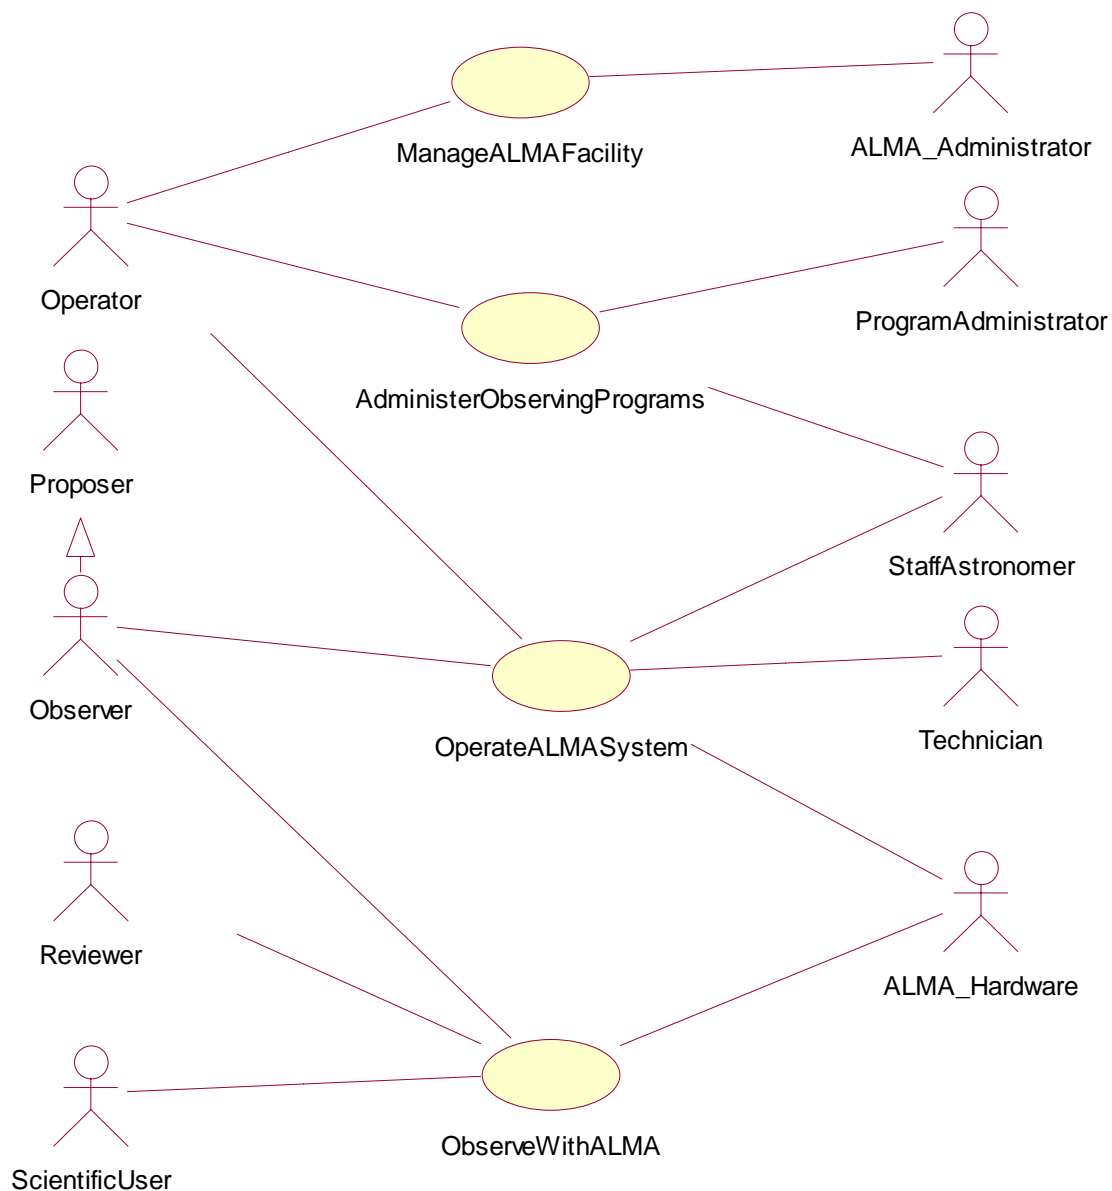 ManageALMAFacility
ALMA_Administrator
Operator
ProgramAdministrator
AdministerObservingPrograms
Proposer
StaffAstronomer
Observer
OperateALMASystem
Technician
Reviewer
ALMA_Hardware
ObserveWithALMA
ScientificUser